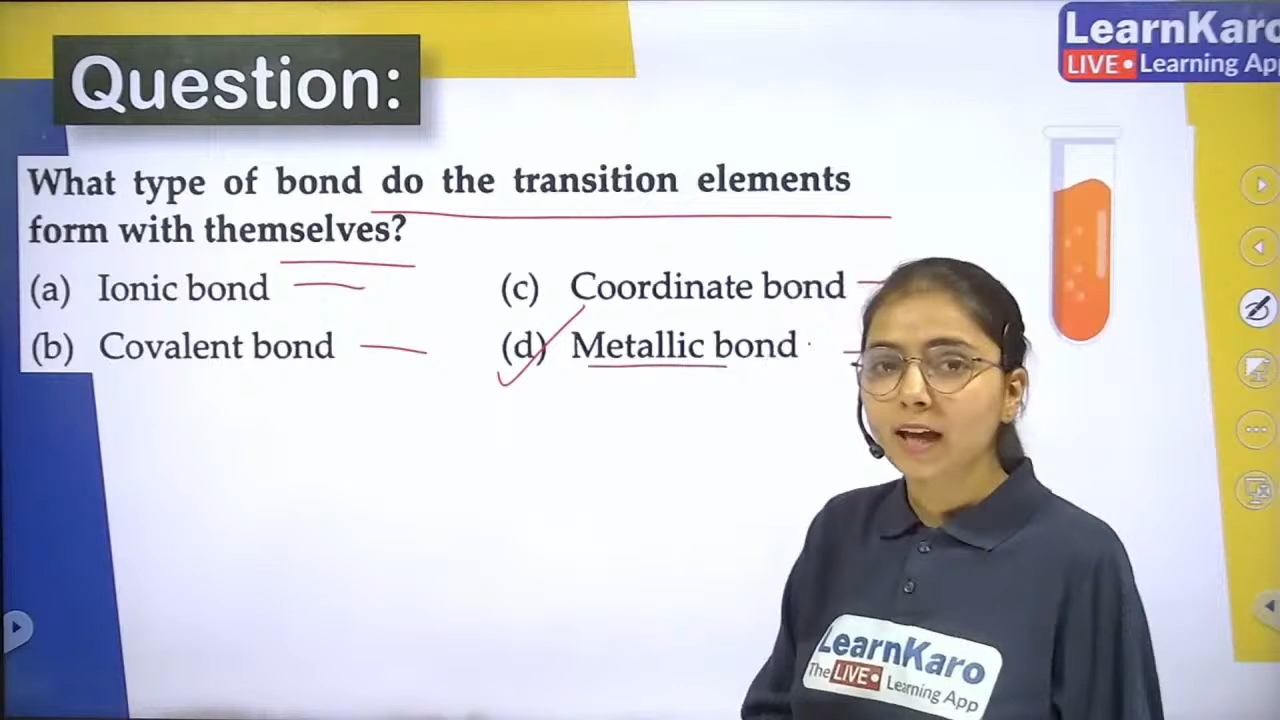 LearnKaro
LIVE• Learning App
Question:
What type of bond do the transition elements
form with themselves?
(a) Ionic bond
(c) Coordinate bond
(b) Covalent bond
(d) Metallic bond
LearnKaro
The LIVE• Learning App